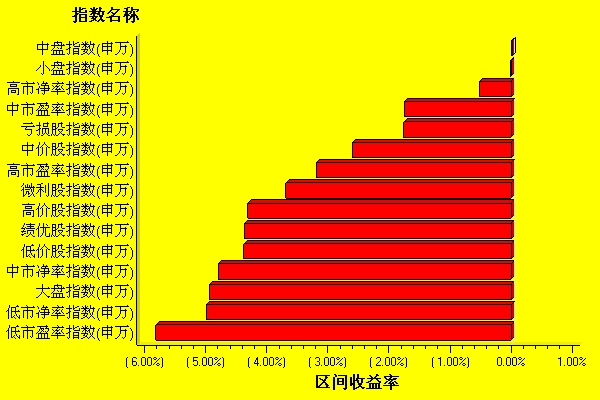 指数名称
中盘指数(申万)
小盘指数(申万)
高市净率指数(申万)
中市盈率指数(申万)
亏损股指数(申万)
中价股指数(申万)
高市盈率指数(申万)
微利股指数(申万)
高价股指数(申万)
绩优股指数(申万)
低价股指数(申万)
中市净率指数(申万)
大盘指数(申万)
低市净率指数(申万)
低市盈率指数(申万)
(6.00%) (5.00%) (4.00%) (3.00%) (2.00%) (1.00%) 0.00% 1.00%
区间收益率